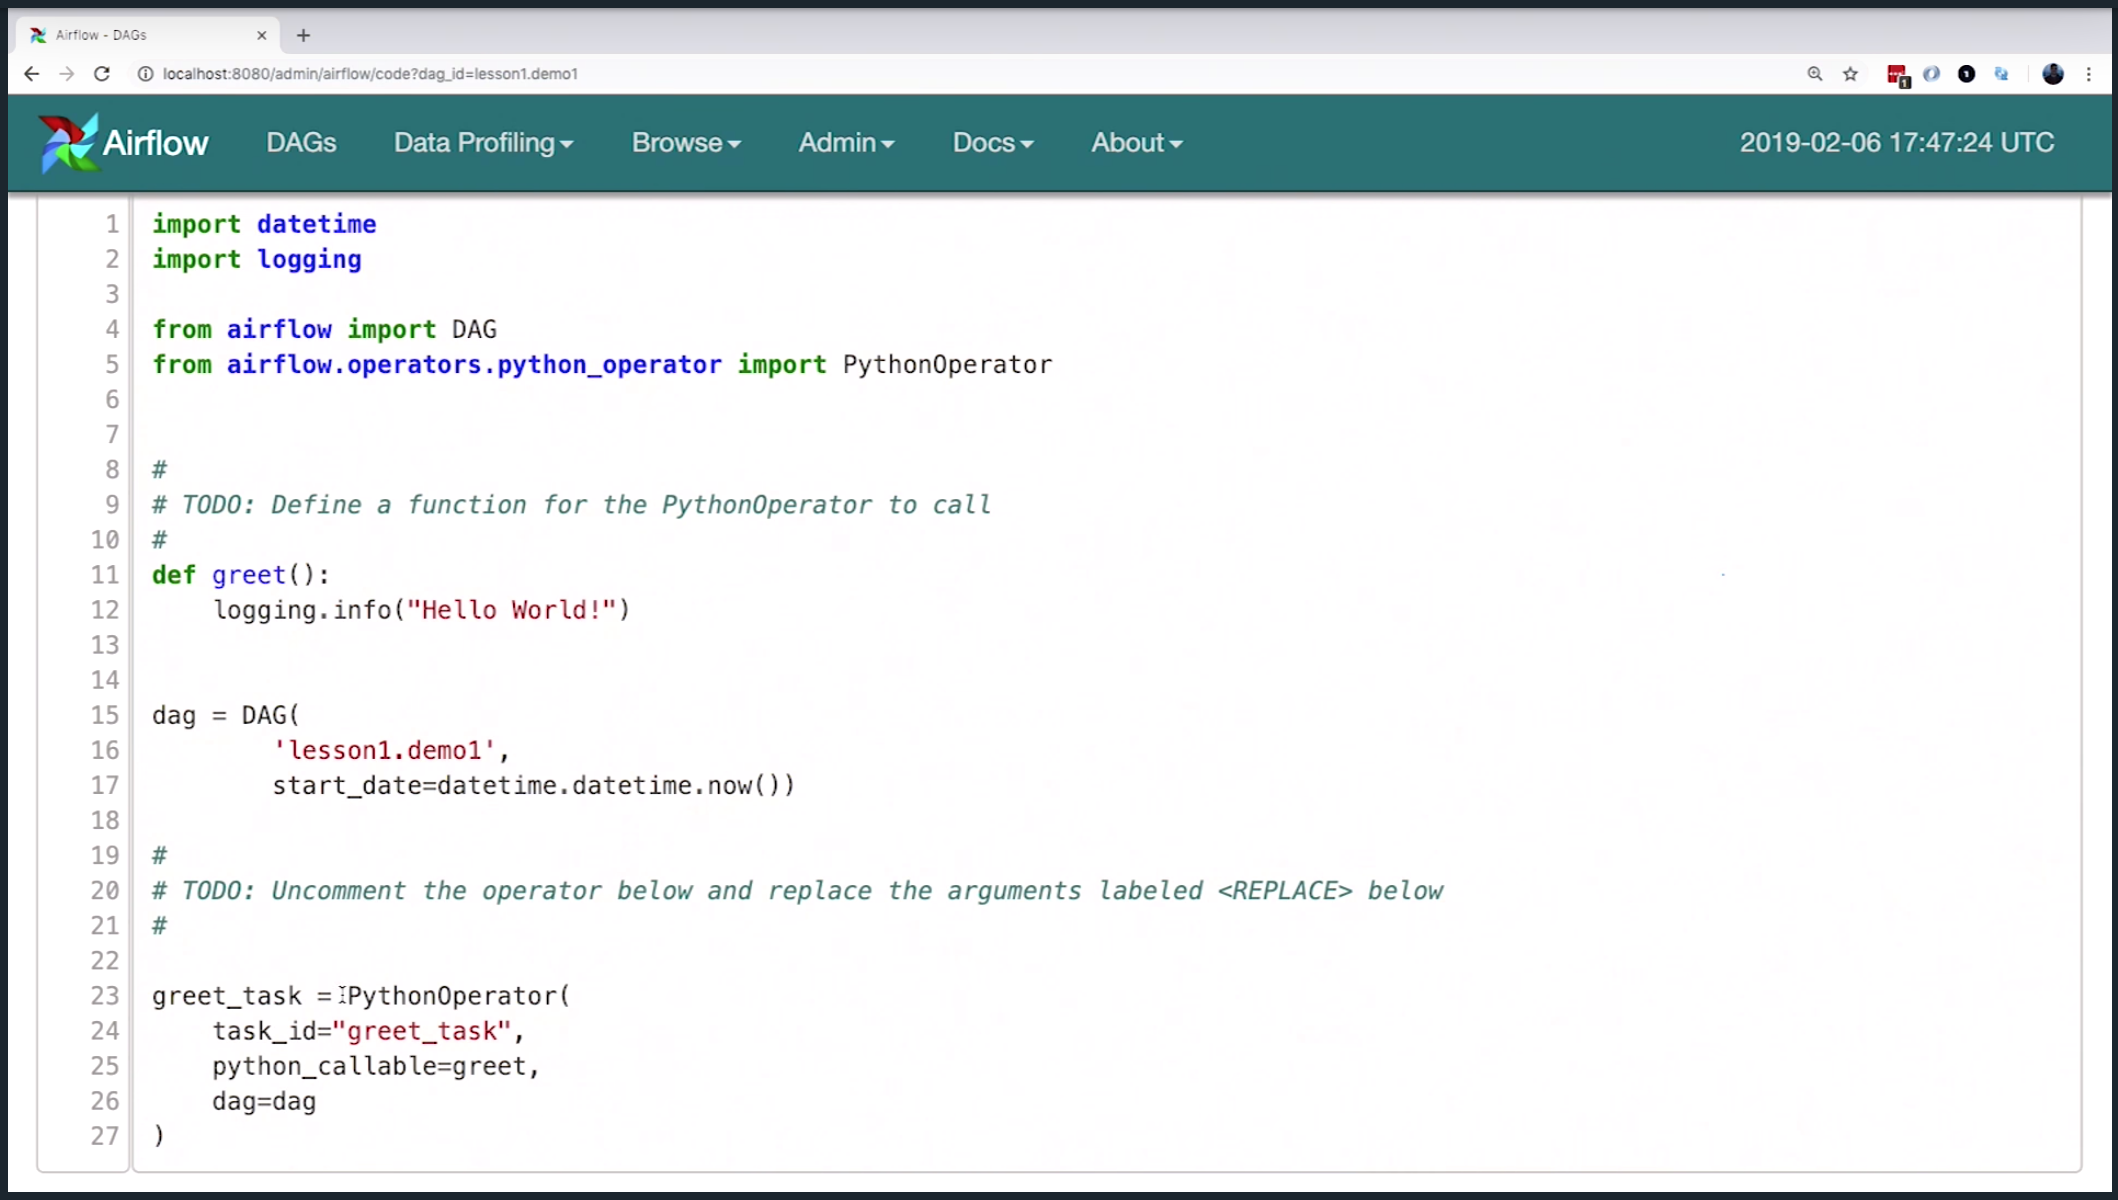 Airflow - DAGs
localhost:8080/admin/airflow/code?dag_id=lesson1.demo1
Airflow DAGs Data Profiling Browse Admin Docs About 2019-02-06 17:47:24 UTC
1 import datetime
2 import logging
3
4 from airflow import DAG
5 from airflow.operators.python_operator import PythonOperator
6
7
8 #
9 # TODO: Define a function for the PythonOperator to call
10 #
11 def greet():
12     logging.info("Hello World!")
13
14
15 dag = DAG(
16         'lesson1.demo1',
17         start_date=datetime.datetime.now())
18
19 #
20 # TODO: Uncomment the operator below and replace the arguments labeled <REPLACE> below
21 #
22
23 greet_task = PythonOperator(
24     task_id="greet_task",
25     python_callable=greet,
26     dag=dag
27 )